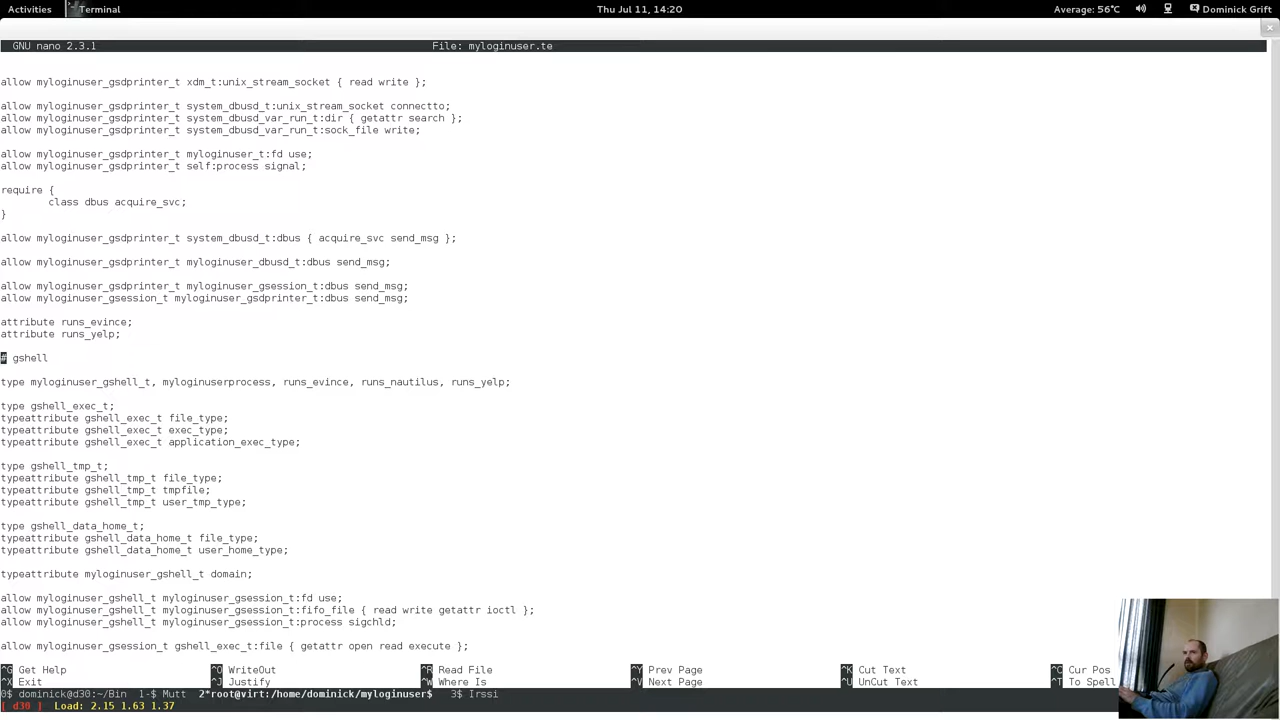 Activities Terminal Thu Jul 11, 14:20 Average: 56°C Dominick Grift
GNU nano 2.3.1 File: myloginuser.te
allow myloginuser_gsdprinter_t xdm_t:unix_stream_socket { read write };
allow myloginuser_gsdprinter_t system_dbusd_t:unix_stream_socket connectto;
allow myloginuser_gsdprinter_t system_dbusd_var_run_t:dir { getattr search };
allow myloginuser_gsdprinter_t system_dbusd_var_run_t:sock_file write;
allow myloginuser_gsdprinter_t myloginuser_t:fd use;
allow myloginuser_gsdprinter_t self:process signal;
require {
class dbus acquire_svc;
}
allow myloginuser_gsdprinter_t system_dbusd_t:dbus { acquire_svc send_msg };
allow myloginuser_gsdprinter_t myloginuser_dbusd_t:dbus send_msg;
allow myloginuser_gsdprinter_t myloginuser_gsession_t:dbus send_msg;
allow myloginuser_gsession_t myloginuser_gsdprinter_t:dbus send_msg;
attribute runs_evince;
attribute runs_yelp;
# gshell
type myloginuser_gshell_t, myloginuserprocess, runs_evince, runs_nautilus, runs_yelp;
type gshell_exec_t;
typeattribute gshell_exec_t file_type;
typeattribute gshell_exec_t exec_type;
typeattribute gshell_exec_t application_exec_type;
type gshell_tmp_t;
typeattribute gshell_tmp_t file_type;
typeattribute gshell_tmp_t tmpfile;
typeattribute gshell_tmp_t user_tmp_type;
type gshell_data_home_t;
typeattribute gshell_data_home_t file_type;
typeattribute gshell_data_home_t user_home_type;
typeattribute myloginuser_gshell_t domain;
allow myloginuser_gshell_t myloginuser_gsession_t:fd use;
allow myloginuser_gshell_t myloginuser_gsession_t:fifo_file { read write getattr ioctl };
allow myloginuser_gshell_t myloginuser_gsession_t:process sigchld;
allow myloginuser_gsession_t gshell_exec_t:file { getattr open read execute };
^G Get Help ^O WriteOut ^R Read File ^Y Prev Page ^K Cut Text ^C Cur Pos
^X Exit ^J Justify ^W Where Is ^V Next Page ^U UnCut Text ^T To Spell
0$ dominick@d30:~/Bin 1-$ Mutt 2*root@virt:/home/dominick/myloginuser$ 3$ Irssi
[ d30 ] Load: 2.15 1.63 1.37